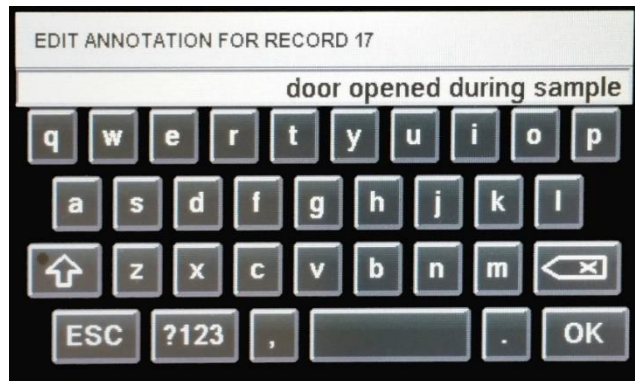 EDIT ANNOTATION FOR RECORD 17
door opened during sample
q w e r t y u i o p
a s d f g h j k l
z x c v b n m
ESC ?123 , . OK